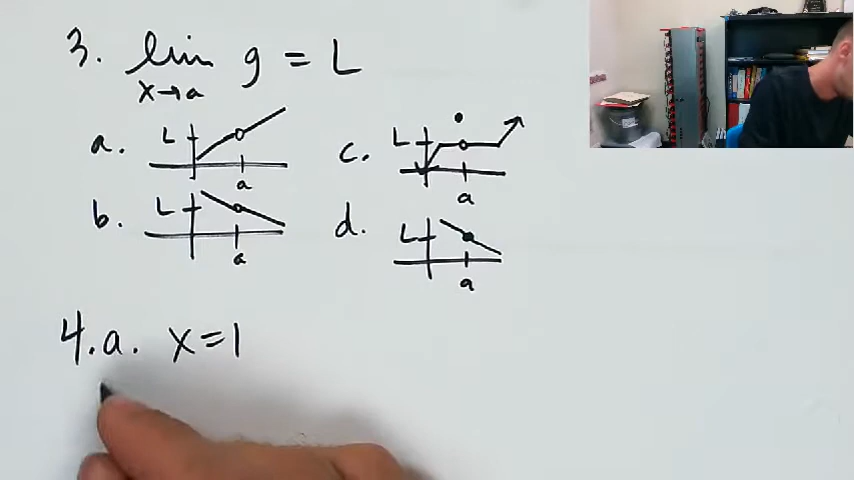 3. lim g = L
x→a
a. L a
b. L a
c. L a
d. L a
4.a. x=1